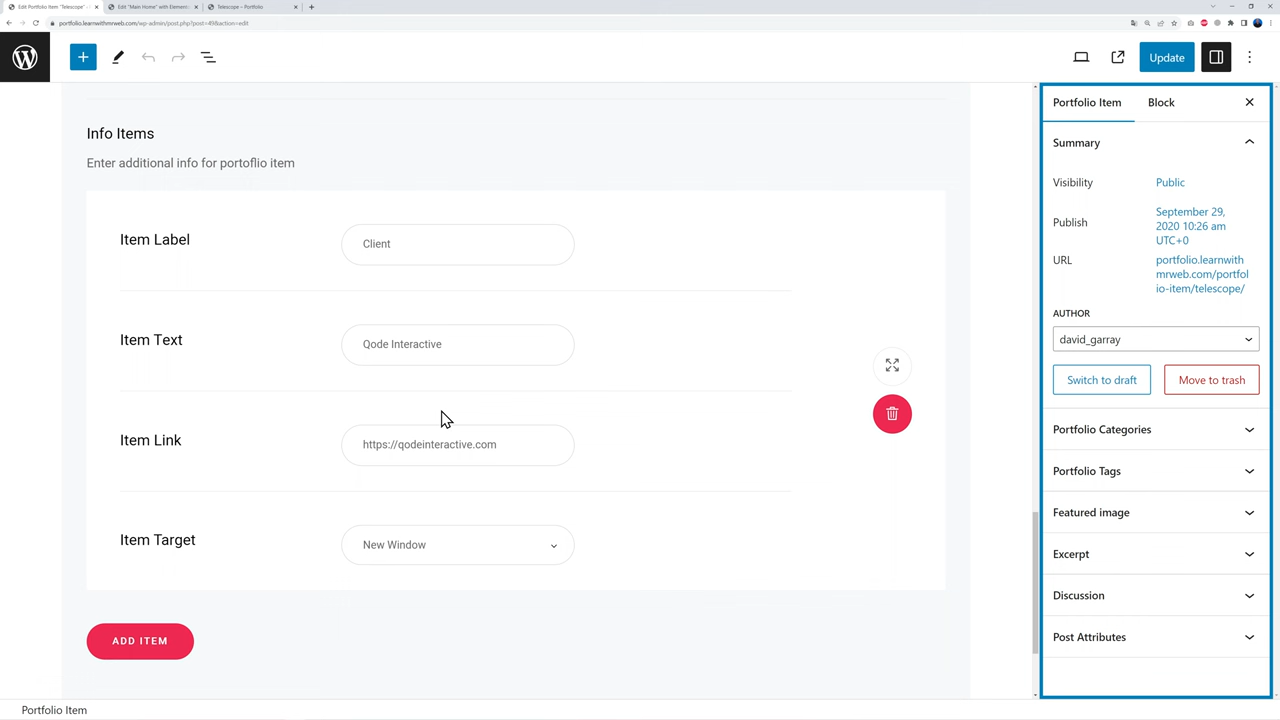 Edit Portfolio Item "Telescope"
Edit "Main Home" with Element
Telescope – Portfolio
portfolio.learnwithmrweb.com/wp-admin/post.php?post=49&action=edit
Update
Portfolio Item
Block
Summary
Visibility
Public
Publish
September 29,
2020 10:26 am
UTC+0
URL
portfolio.learnwith
mrweb.com/portfol
io-item/telescope/
AUTHOR
david_garray
Switch to draft
Move to trash
Portfolio Categories
Portfolio Tags
Featured image
Excerpt
Discussion
Post Attributes
Info Items
Enter additional info for portoflio item
Item Label
Client
Item Text
Qode Interactive
Item Link
https://qodeinteractive.com
Item Target
New Window
ADD ITEM
Portfolio Item